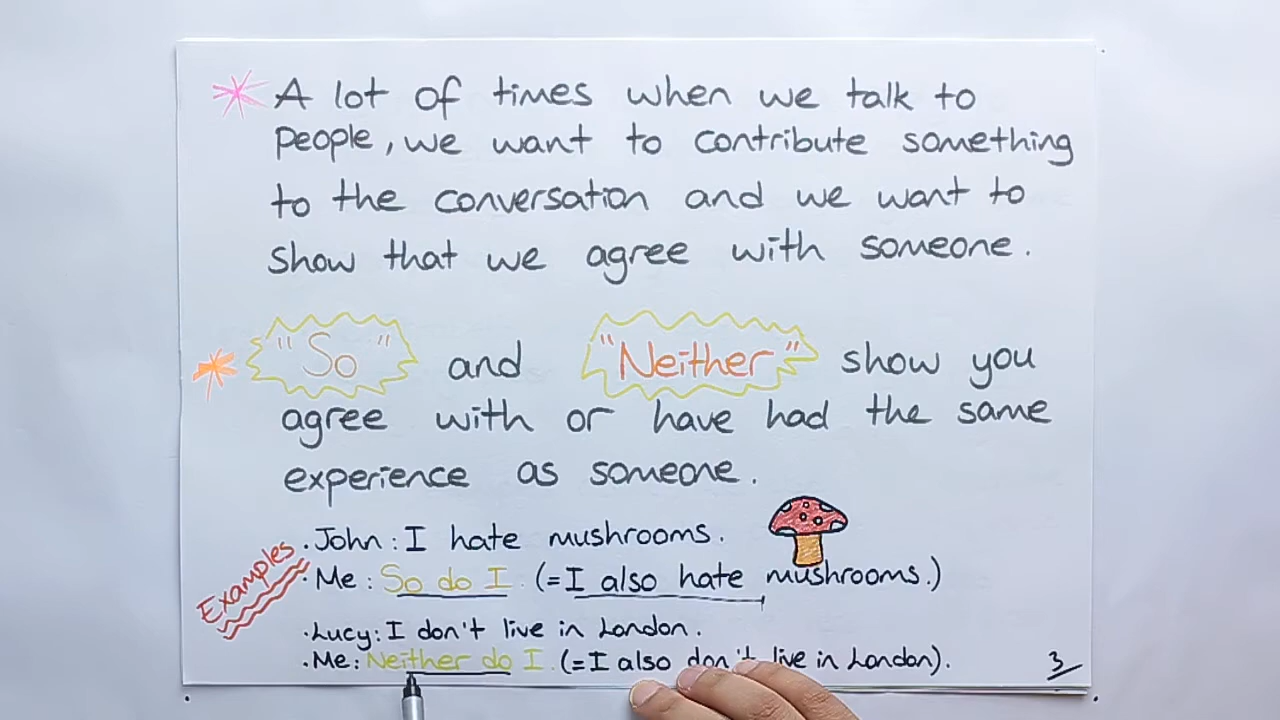 A lot of times when we talk to
people, we want to contribute something
to the conversation and we want to
show that we agree with someone.
"So" and "Neither" show you
agree with or have had the same
experience as someone.
Examples
· John: I hate mushrooms.
· Me: So do I. (= I also hate mushrooms.)
· Lucy: I don't live in London.
· Me: Neither do I. (= I also don't live in London).
3